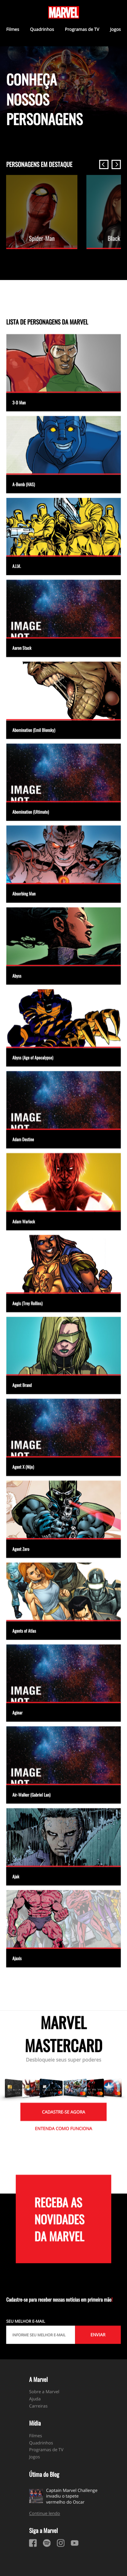 MARVEL
Filmes Quadrinhos Programas de TV Jogos
CONHEÇA
NOSSOS
PERSONAGENS
PERSONAGENS EM DESTAQUE
Spider-Man
Black
LISTA DE PERSONAGENS DA MARVEL
3-D Man
A-Bomb (HAS)
A.I.M.
IMAGE
NOT
Aaron Stack
Abomination (Emil Blonsky)
IMAGE
NOT
Abomination (Ultimate)
Absorbing Man
Abyss
Abyss (Age of Apocalypse)
IMAGE
NOT
Adam Destine
Adam Warlock
Aegis (Trey Rollins)
Agent Brand
IMAGE
NOT
Agent X (Nijo)
Agent Zero
Agents of Atlas
IMAGE
NOT
Aginar
IMAGE
NOT
Air-Walker (Gabriel Lan)
Ajak
Ajaxis
MARVEL
MASTERCARD
Desbloqueie seus super poderes
CADASTRE-SE AGORA
ENTENDA COMO FUNCIONA
RECEBA AS
NOVIDADES
DA MARVEL
Cadastre-se para receber nossas notícias em primeira mão!
SEU MELHOR E-MAIL
INFORME SEU MELHOR E-MAIL
ENVIAR
A Marvel
Sobre a Marvel
Ajuda
Carreiras
Mídia
Filmes
Quadrinhos
Programas de TV
Jogos
Útima do Blog
Captain Marvel Challenge
invadiu o tapete
vermelho do Oscar
Continue lendo
Siga a Marvel